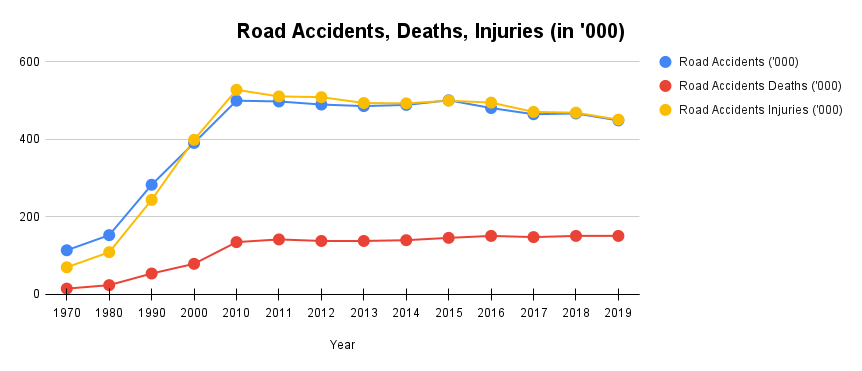 Road Accidents, Deaths, Injuries (in '000)
600
400
200
0
1970 1980 1990 2000 2010 2011 2012 2013 2014 2015 2016 2017 2018 2019
Year
Road Accidents ('000)
Road Accidents Deaths ('000)
Road Accidents Injuries ('000)